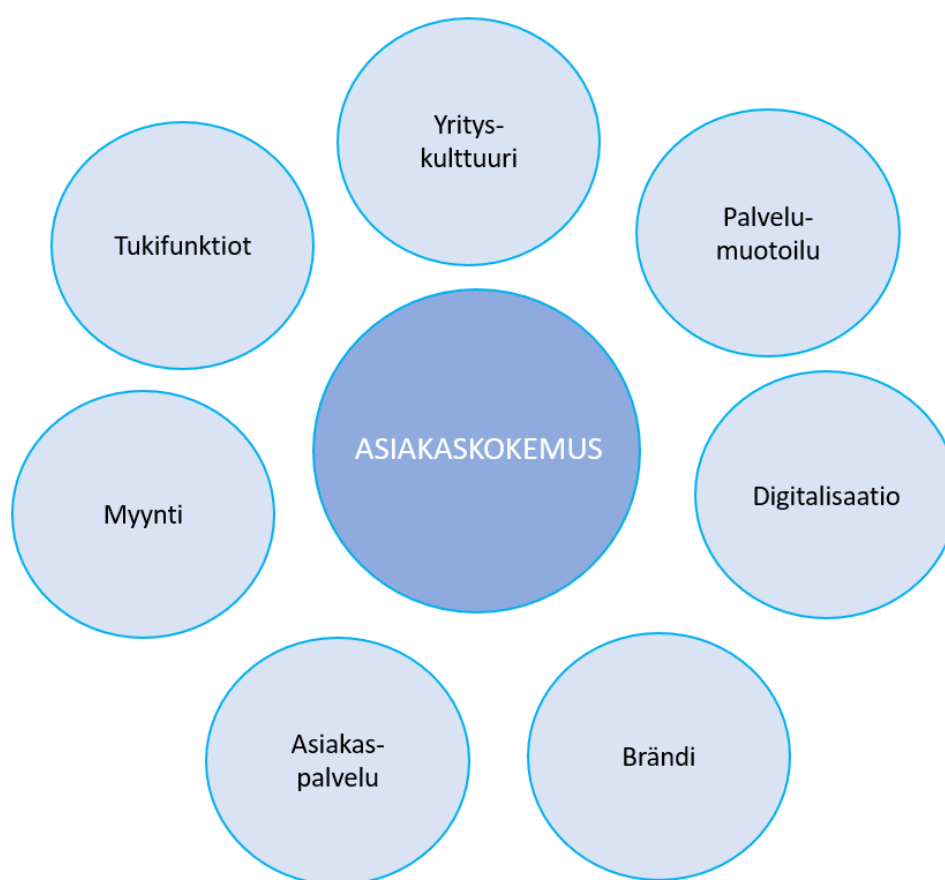 Yritys-
kulttuuri
Palvelu-
muotoilu
Tukifunktiot
ASIAKASKOKEMUS
Digitalisaatio
Myynti
Asiakas-
palvelu
Brändi